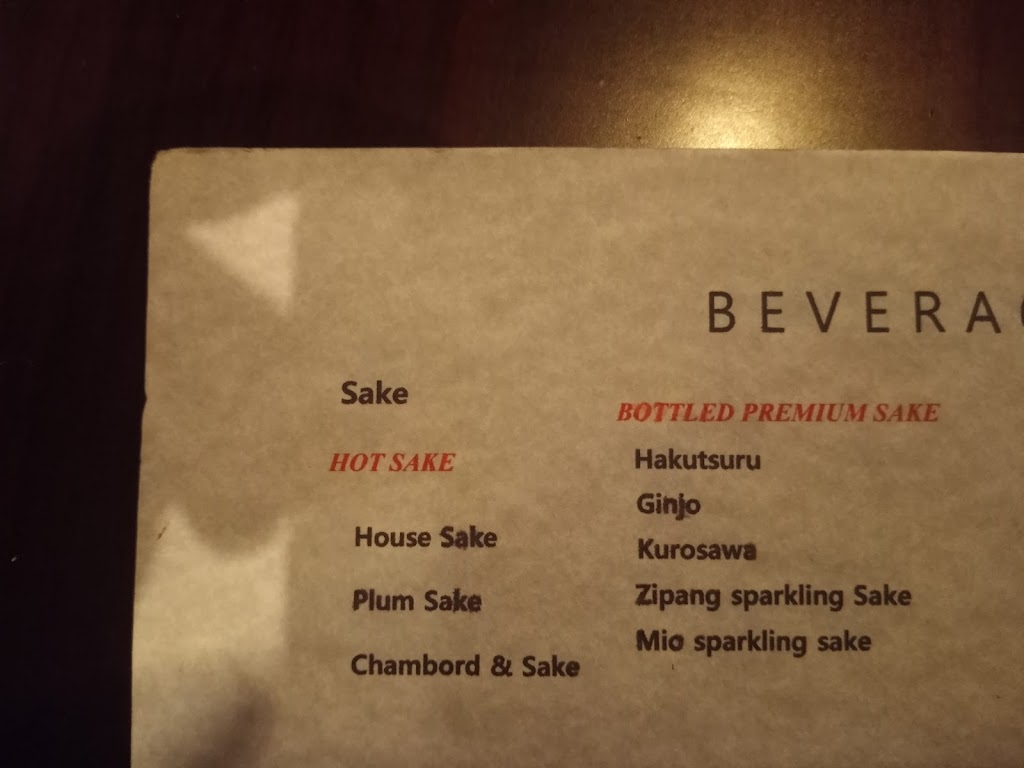 BEVERA
Sake
HOT SAKE
House Sake
Plum Sake
Chambord & Sake
BOTTLED PREMIUM SAKE
Hakutsuru
Ginjo
Kurosawa
Zipang sparkling Sake
Mio sparkling sake